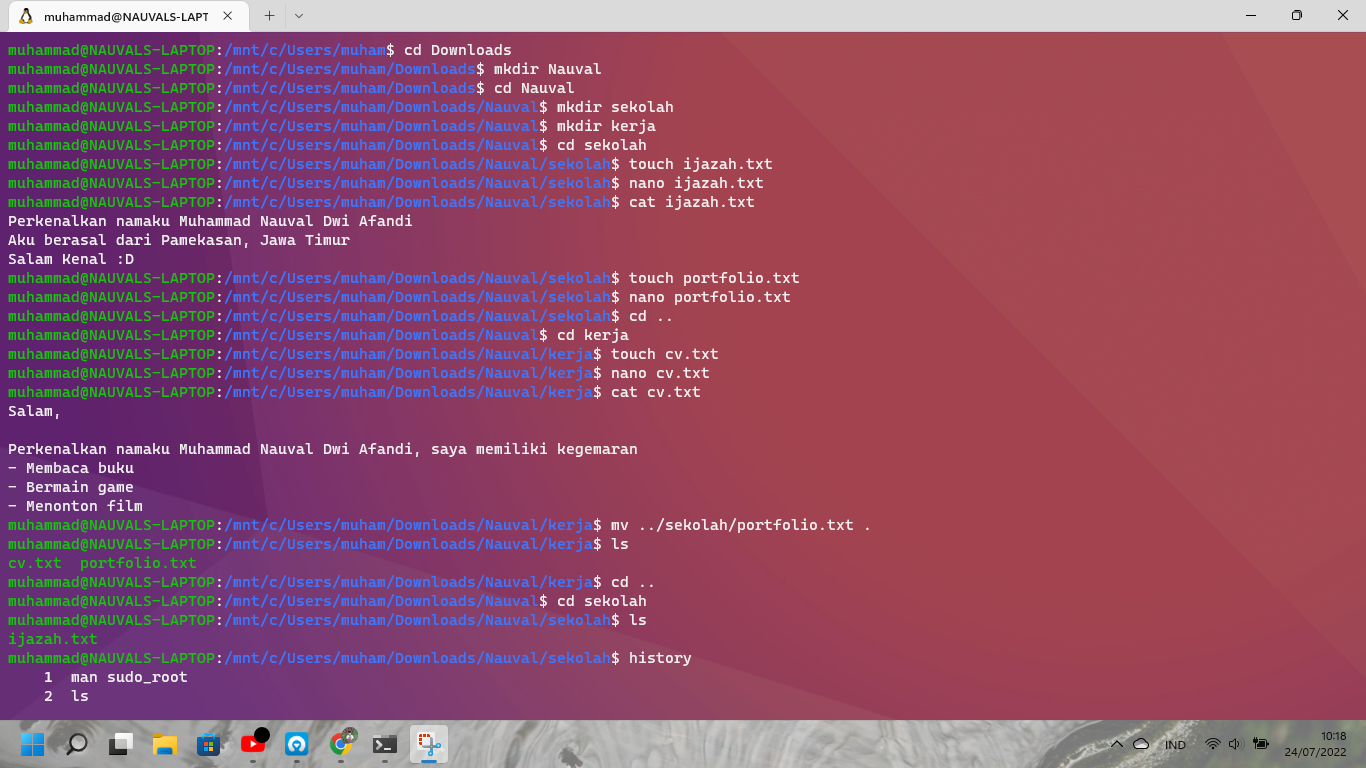 muhammad@NAUVALS-LAPT
muhammad@NAUVALS-LAPTOP:/mnt/c/Users/muham$ cd Downloads
muhammad@NAUVALS-LAPTOP:/mnt/c/Users/muham/Downloads$ mkdir Nauval
muhammad@NAUVALS-LAPTOP:/mnt/c/Users/muham/Downloads$ cd Nauval
muhammad@NAUVALS-LAPTOP:/mnt/c/Users/muham/Downloads/Nauval$ mkdir sekolah
muhammad@NAUVALS-LAPTOP:/mnt/c/Users/muham/Downloads/Nauval$ mkdir kerja
muhammad@NAUVALS-LAPTOP:/mnt/c/Users/muham/Downloads/Nauval$ cd sekolah
muhammad@NAUVALS-LAPTOP:/mnt/c/Users/muham/Downloads/Nauval/sekolah$ touch ijazah.txt
muhammad@NAUVALS-LAPTOP:/mnt/c/Users/muham/Downloads/Nauval/sekolah$ nano ijazah.txt
muhammad@NAUVALS-LAPTOP:/mnt/c/Users/muham/Downloads/Nauval/sekolah$ cat ijazah.txt
Perkenalkan namaku Muhammad Nauval Dwi Afandi
Aku berasal dari Pamekasan, Jawa Timur
Salam Kenal :D
muhammad@NAUVALS-LAPTOP:/mnt/c/Users/muham/Downloads/Nauval/sekolah$ touch portfolio.txt
muhammad@NAUVALS-LAPTOP:/mnt/c/Users/muham/Downloads/Nauval/sekolah$ nano portfolio.txt
muhammad@NAUVALS-LAPTOP:/mnt/c/Users/muham/Downloads/Nauval/sekolah$ cd ..
muhammad@NAUVALS-LAPTOP:/mnt/c/Users/muham/Downloads/Nauval$ cd kerja
muhammad@NAUVALS-LAPTOP:/mnt/c/Users/muham/Downloads/Nauval/kerja$ touch cv.txt
muhammad@NAUVALS-LAPTOP:/mnt/c/Users/muham/Downloads/Nauval/kerja$ nano cv.txt
muhammad@NAUVALS-LAPTOP:/mnt/c/Users/muham/Downloads/Nauval/kerja$ cat cv.txt
Salam,
Perkenalkan namaku Muhammad Nauval Dwi Afandi, saya memiliki kegemaran
- Membaca buku
- Bermain game
- Menonton film
muhammad@NAUVALS-LAPTOP:/mnt/c/Users/muham/Downloads/Nauval/kerja$ mv ../sekolah/portfolio.txt .
muhammad@NAUVALS-LAPTOP:/mnt/c/Users/muham/Downloads/Nauval/kerja$ ls
cv.txt  portfolio.txt
muhammad@NAUVALS-LAPTOP:/mnt/c/Users/muham/Downloads/Nauval/kerja$ cd ..
muhammad@NAUVALS-LAPTOP:/mnt/c/Users/muham/Downloads/Nauval$ cd sekolah
muhammad@NAUVALS-LAPTOP:/mnt/c/Users/muham/Downloads/Nauval/sekolah$ ls
ijazah.txt
muhammad@NAUVALS-LAPTOP:/mnt/c/Users/muham/Downloads/Nauval/sekolah$ history
    1  man sudo_root
    2  ls
IND
10:18
24/07/2022